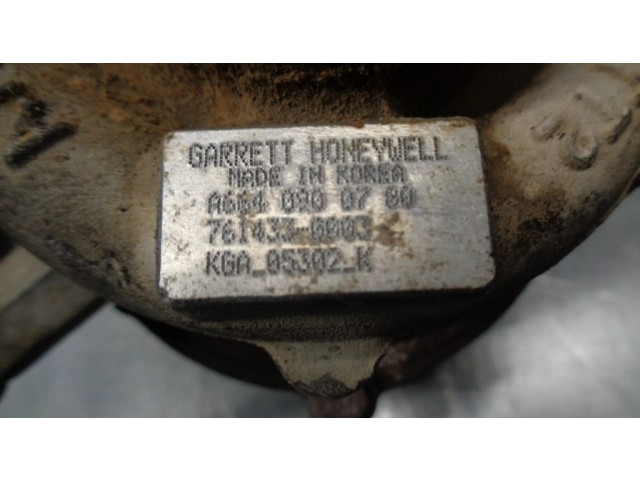 GARRETT HONEYWELL
MADE IN KOREA
A664 090 07 80
761433-0003
KGA_05302_K